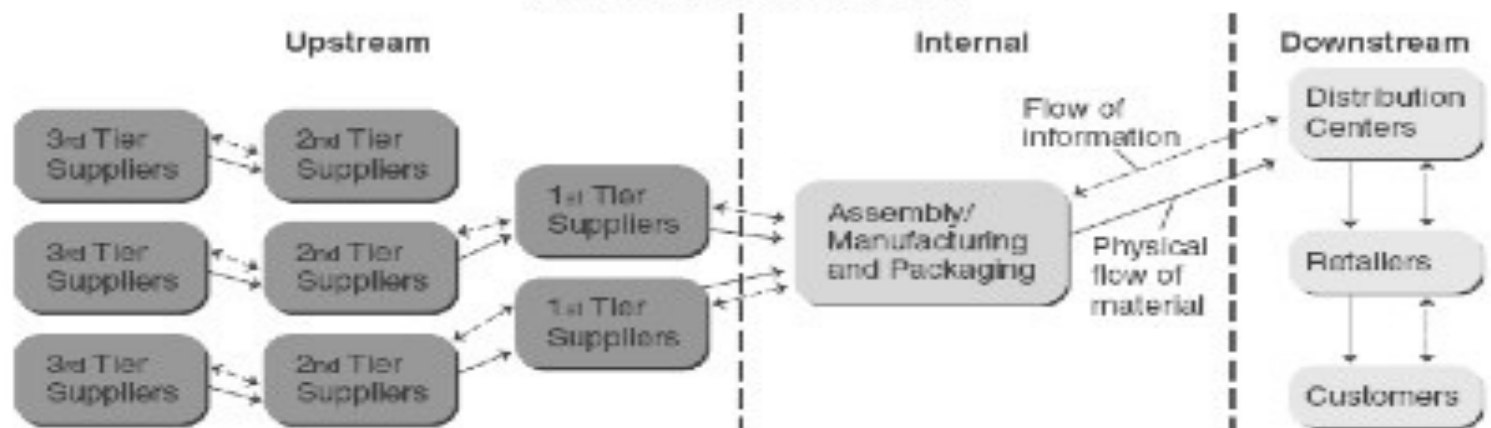 Upstream
Internal
Downstream
3rd Tier
Suppliers
2nd Tier
Suppliers
3rd Tier
Suppliers
2nd Tier
Suppliers
3rd Tier
Suppliers
2nd Tier
Suppliers
1st Tier
Suppliers
1st Tier
Suppliers
Assembly/
Manufacturing
and Packaging
Flow of
information
Physical
flow of
material
Distribution
Centers
Retailers
Customers